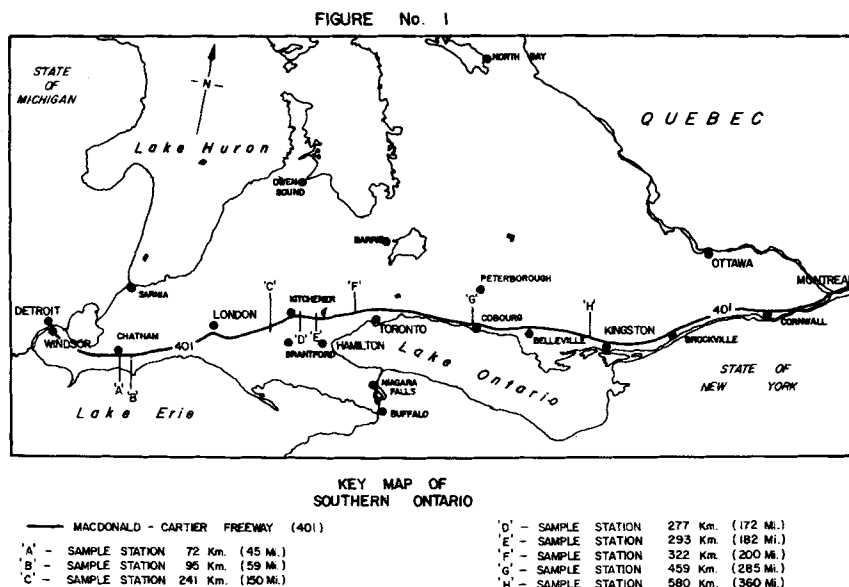 FIGURE No. 1
STATE OF MICHIGAN
-N-
Lake Huron
NORTH BAY
QUEBEC
OWEN SOUND
BARRIE
OTTAWA
MONTREAL
SARNIA
'C'
KITCHENER
'F'
PETERBOROUGH
'G'
'H'
401
DETROIT
LONDON
WINDSOR
CHATHAM
401
'D'
'E'
TORONTO
COBOURG
KINGSTON
CORNWALL
BRANTFORD
HAMILTON
BELLEVILLE
BROCKVILLE
'A'
'B'
Lake Ontario
STATE OF NEW YORK
NIAGARA FALLS
Lake Erie
BUFFALO
KEY MAP OF
SOUTHERN ONTARIO
MACDONALD - CARTIER FREEWAY (401)
'A' - SAMPLE STATION 72 Km. (45 Mi.)
'B' - SAMPLE STATION 95 Km. (59 Mi.)
'C' - SAMPLE STATION 241 Km. (150 Mi.)
'D' - SAMPLE STATION 277 Km. (172 Mi.)
'E' - SAMPLE STATION 293 Km. (182 Mi.)
'F' - SAMPLE STATION 322 Km. (200 Mi.)
'G' - SAMPLE STATION 459 Km. (285 Mi.)
'H' - SAMPLE STATION 580 Km. (360 Mi.)